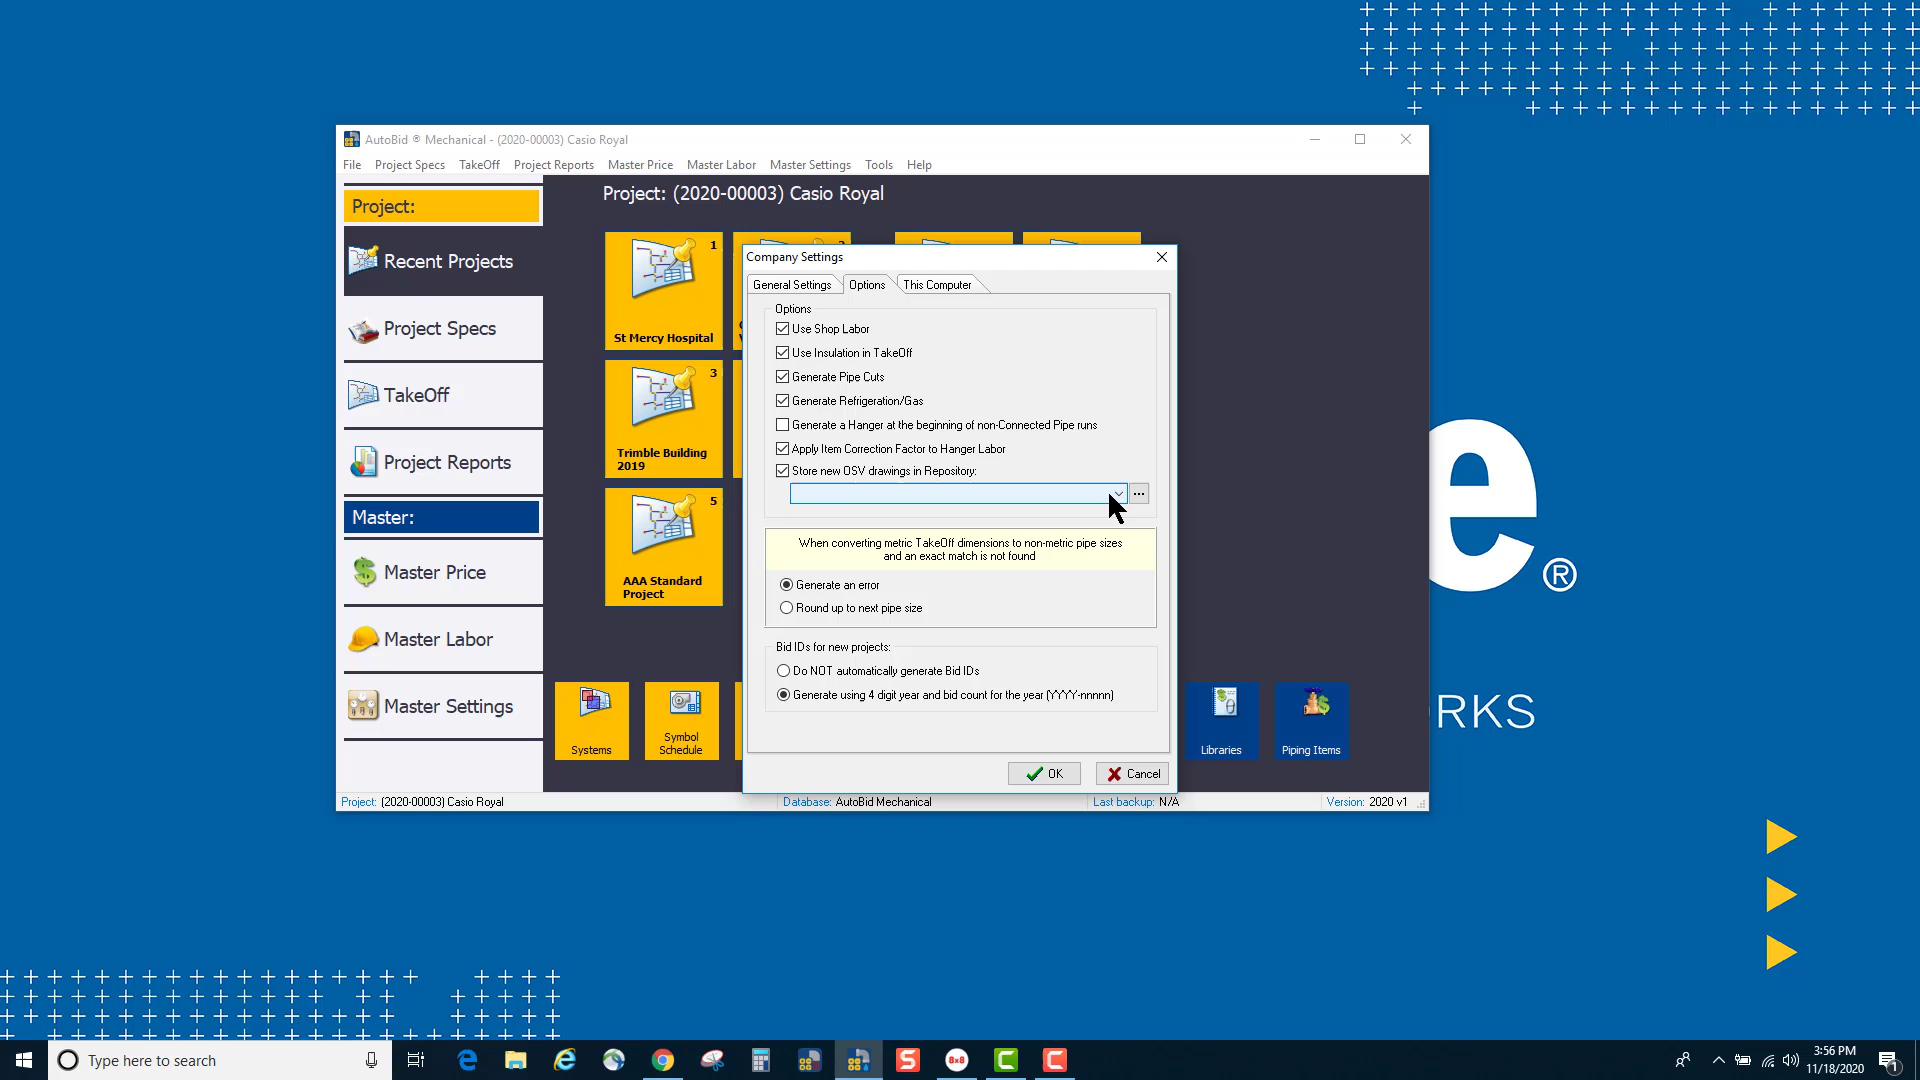 AutoBid ® Mechanical - (2020-00003) Casio Royal
File Project Specs TakeOff Project Reports Master Price Master Labor Master Settings Tools Help
Project:
Recent Projects
Project Specs
TakeOff
Project Reports
Master:
Master Price
Master Labor
Master Settings
Project: (2020-00003) Casio Royal
1
St Mercy Hospital
3
Trimble Building
2019
5
AAA Standard
Project
Systems
Symbol
Schedule
Libraries
Piping Items
Company Settings
General Settings Options This Computer
Options
Use Shop Labor
Use Insulation in TakeOff
Generate Pipe Cuts
Generate Refrigeration/Gas
Generate a Hanger at the beginning of non-Connected Pipe runs
Apply Item Correction Factor to Hanger Labor
Store new OSV drawings in Repository:
...
When converting metric TakeOff dimensions to non-metric pipe sizes
and an exact match is not found
Generate an error
Round up to next pipe size
Bid IDs for new projects:
Do NOT automatically generate Bid IDs
Generate using 4 digit year and bid count for the year (YYYY-nnnnn)
OK Cancel
Project: (2020-00003) Casio Royal Database: AutoBid Mechanical Last backup: N/A Version: 2020 v1
e®
RKS
Type here to search
8x8
3:56 PM
11/18/2020
1